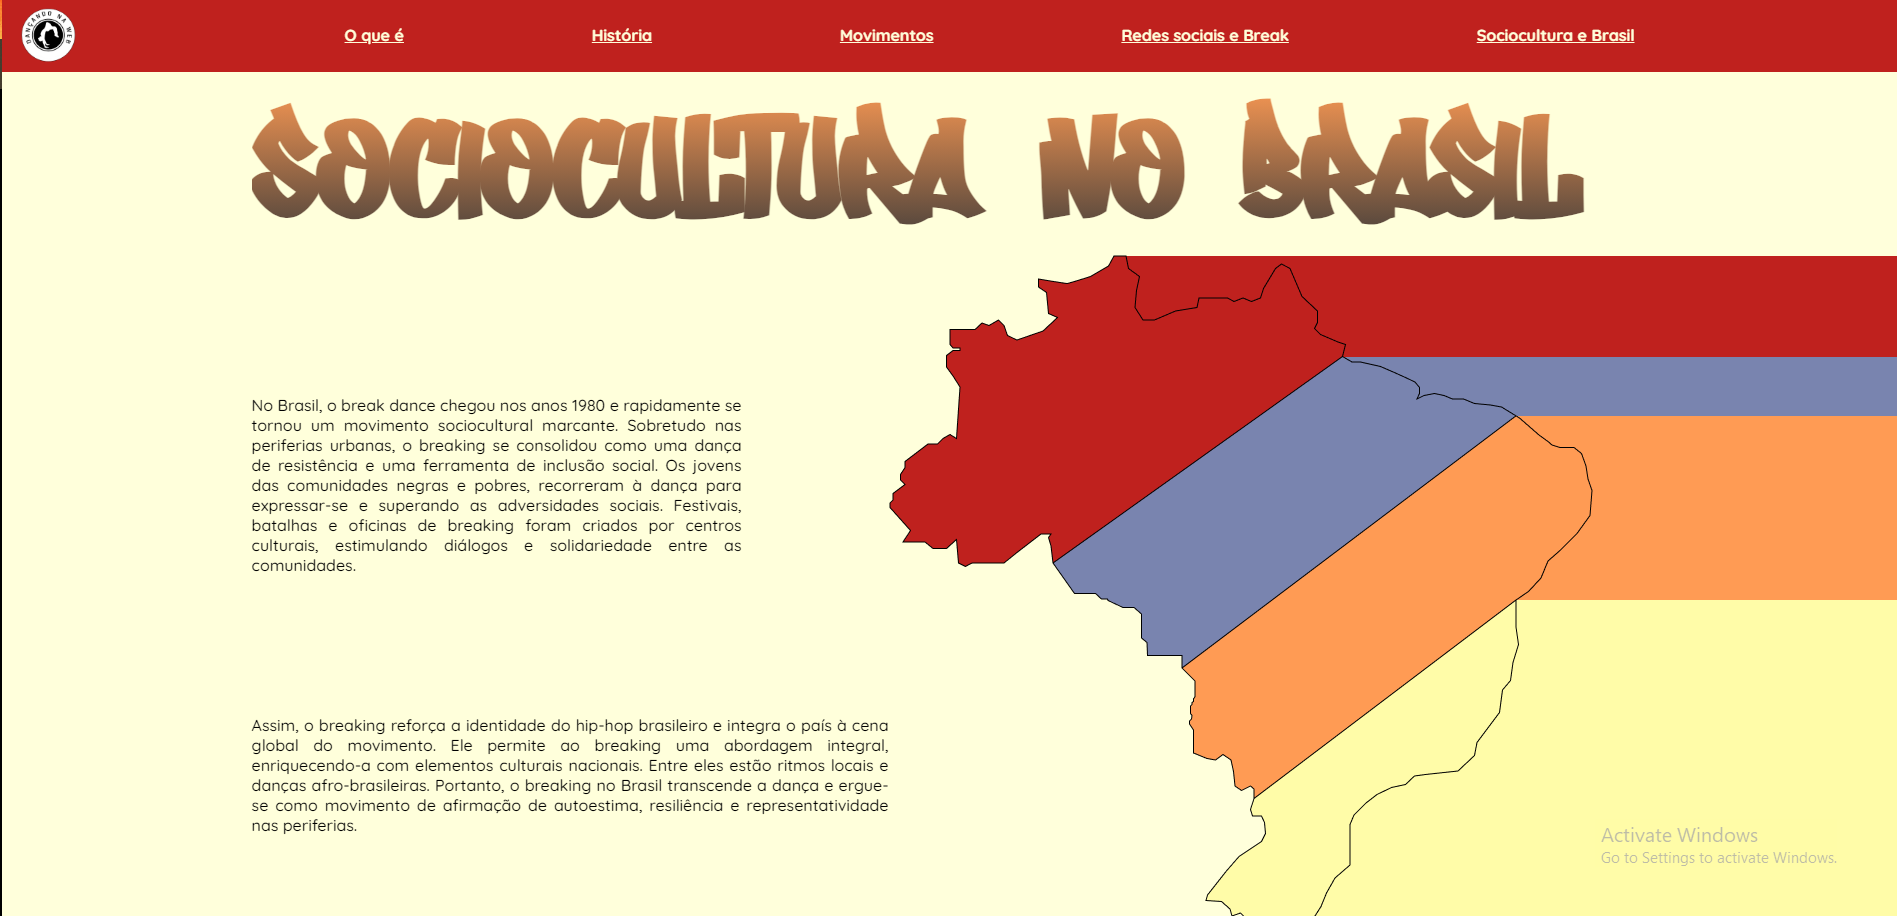 DANÇANDO NA WEB
O que é
História
Movimentos
Redes sociais e Break
Sociocultura e Brasil
SOCIOCULTURA NO BRASIL
No Brasil, o break dance chegou nos anos 1980 e rapidamente se
tornou um movimento sociocultural marcante. Sobretudo nas
periferias urbanas, o breaking se consolidou como uma dança
de resistência e uma ferramenta de inclusão social. Os jovens
das comunidades negras e pobres, recorreram à dança para
expressar-se e superando as adversidades sociais. Festivais,
batalhas e oficinas de breaking foram criados por centros
culturais, estimulando diálogos e solidariedade entre as
comunidades.
Assim, o breaking reforça a identidade do hip-hop brasileiro e integra o país à cena
global do movimento. Ele permite ao breaking uma abordagem integral,
enriquecendo-a com elementos culturais nacionais. Entre eles estão ritmos locais e
danças afro-brasileiras. Portanto, o breaking no Brasil transcende a dança e ergue-
se como movimento de afirmação de autoestima, resiliência e representatividade
nas periferias.
Activate Windows
Go to Settings to activate Windows.